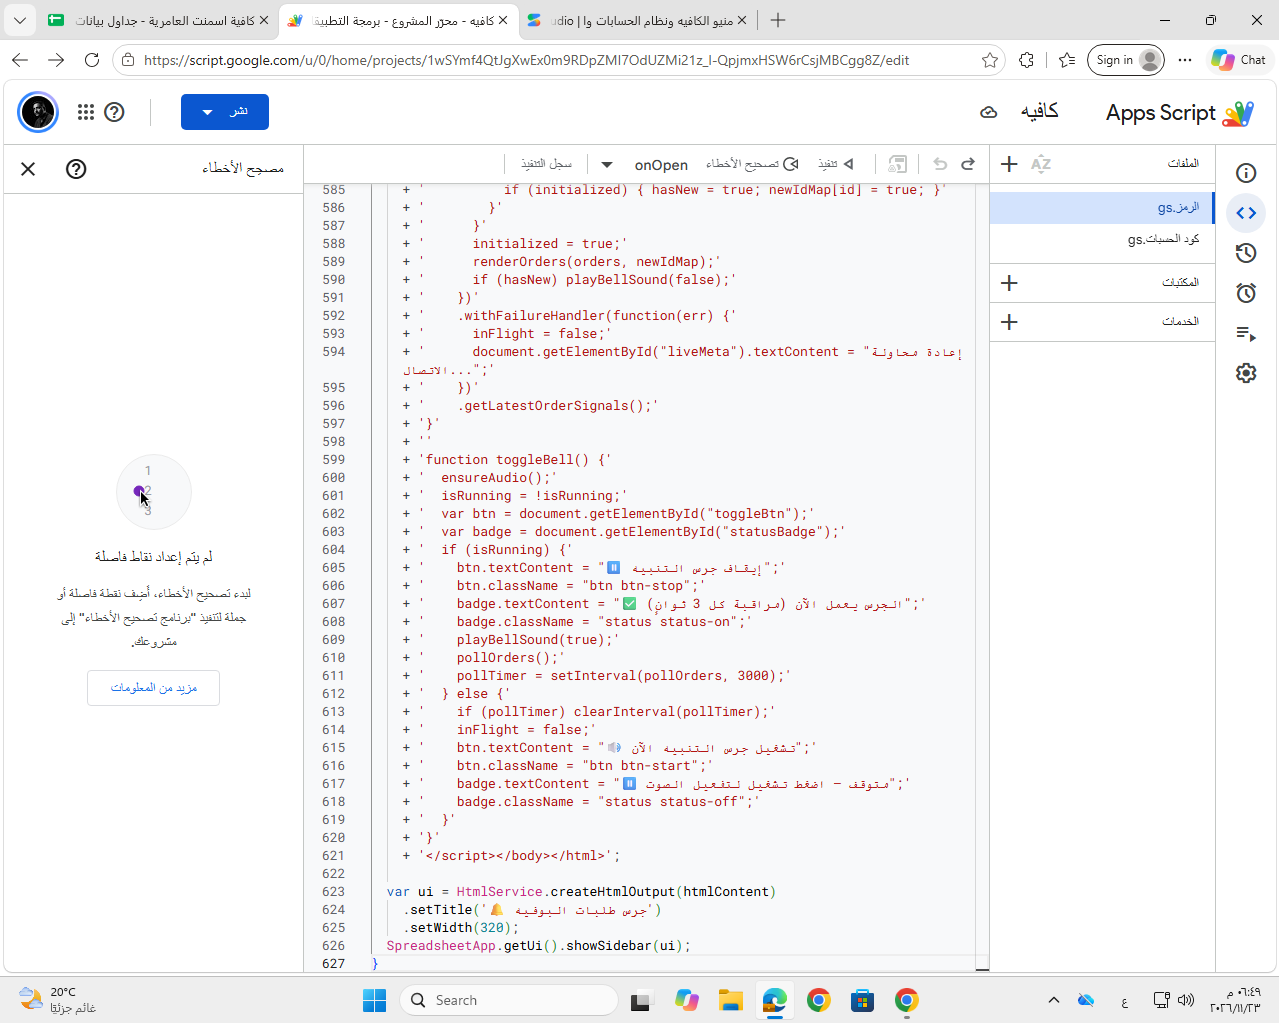 كافية اسمنت العامرية - جداول بيانات
كافيه - محرّر المشروع - برمجة التطبيقا
منيو الكافيه ونظام الحسابات وا | udio
https://script.google.com/u/0/home/projects/1wSYmf4QtJgXwEx0m9RDpZMI7OdUZMi21z_l-QpjmxHSW6rCsjMBCgg8Z/edit
Sign in
Chat
Apps Script
كافيه
نشر
مصحح الأخطاء
سجل التنفيذ
onOpen
تصحيح الأخطاء
تنفيذ
الملفات
AZ
الرمز.gs
كود الحسبات.gs
المكتبات
الخدمات
1
2
3
لم يتم إعداد نقاط فاصلة
لبدء تصحيح الأخطاء، أضِف نقطة فاصلة أو
جملة لتنفيذ "برنامج تصحيح الأخطاء" إلى
مشروعك.
مزيد من المعلومات
585 + '          if (initialized) { hasNew = true; newIdMap[id] = true; }'
586 + '        }'
587 + '      }'
588 + '      initialized = true;'
589 + '      renderOrders(orders, newIdMap);'
590 + '      if (hasNew) playBellSound(false);'
591 + '    })'
592 + '    .withFailureHandler(function(err) {'
593 + '      inFlight = false;'
594 + '      document.getElementById("liveMeta").textContent = "إعادة محاولة
الاتصال...";'
595 + '    })'
596 + '    .getLatestOrderSignals();'
597 + '}'
598 + ''
599 + 'function toggleBell() {'
600 + '  ensureAudio();'
601 + '  isRunning = !isRunning;'
602 + '  var btn = document.getElementById("toggleBtn");'
603 + '  var badge = document.getElementById("statusBadge");'
604 + '  if (isRunning) {'
605 + '    btn.textContent = "⏸️ إيقاف جرس التنبيه";'
606 + '    btn.className = "btn btn-stop";'
607 + '    badge.textContent = "✅ الجرس يعمل الآن (مراقبة كل 3 ثوانٍ)";'
608 + '    badge.className = "status status-on";'
609 + '    playBellSound(true);'
610 + '    pollOrders();'
611 + '    pollTimer = setInterval(pollOrders, 3000);'
612 + '  } else {'
613 + '    if (pollTimer) clearInterval(pollTimer);'
614 + '    inFlight = false;'
615 + '    btn.textContent = "🔊 تشغيل جرس التنبيه الآن";'
616 + '    btn.className = "btn btn-start";'
617 + '    badge.textContent = "⏸️ متوقف – اضغط تشغيل لتفعيل الصوت";'
618 + '    badge.className = "status status-off";'
619 + '  }'
620 + '}'
621 + '</script></body></html>';
622
623 var ui = HtmlService.createHtmlOutput(htmlContent)
624 .setTitle('🔔 جرس طلبات البوفيه')
625 .setWidth(320);
626 SpreadsheetApp.getUi().showSidebar(ui);
627 }
20°C
غائم جزئيًا
Search
ع
٠٦:٤٩ م
٢٠٢٦/١١/٢٣